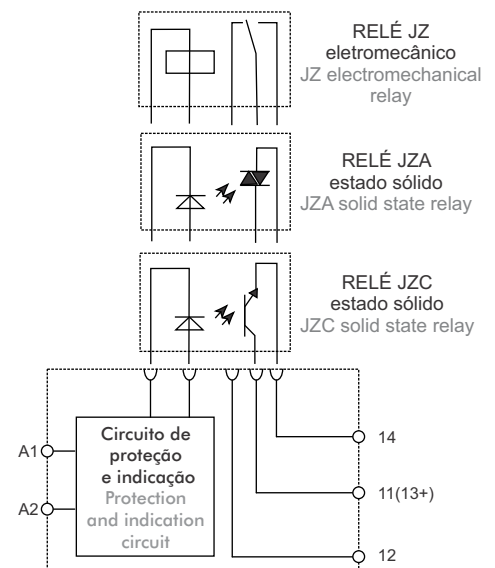 RELÉ JZ
eletromecânico
JZ electromechanical
relay
RELÉ JZA
estado sólido
JZA solid state relay
RELÉ JZC
estado sólido
JZC solid state relay
Circuito de
proteção
e indicação
Protection
and indication
circuit
A1
A2
14
11(13+)
12